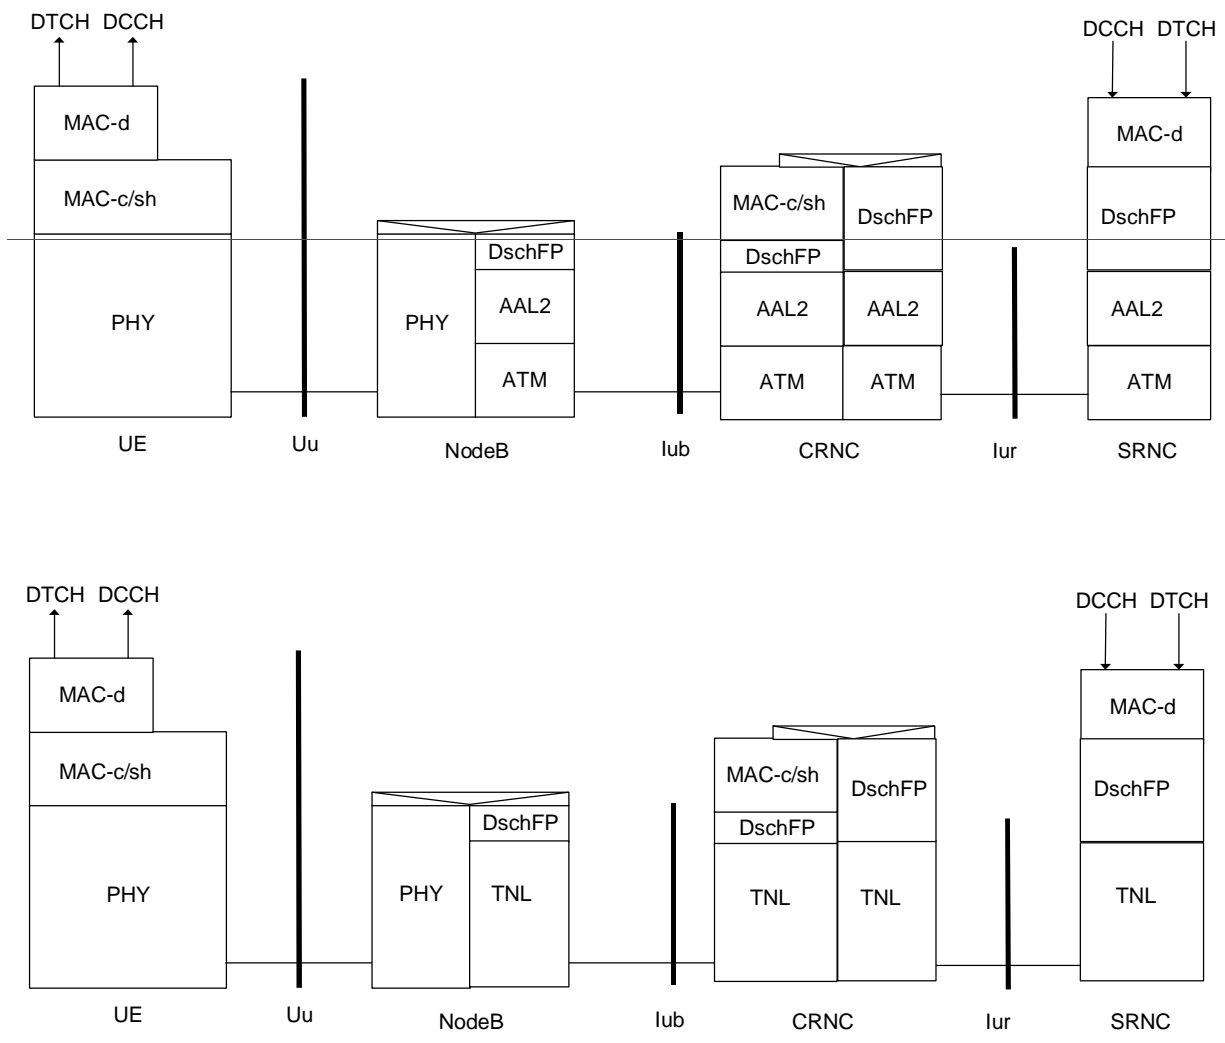 DTCH DCCH
DCCH DTCH
MAC-d
MAC-d
MAC-c/sh
MAC-c/sh
DschFP
DschFP
DschFP
DschFP
PHY
PHY
AAL2
AAL2
AAL2
AAL2
ATM
ATM
ATM
ATM
UE
Uu
NodeB
Iub
CRNC
Iur
SRNC
DTCH DCCH
DCCH DTCH
MAC-d
MAC-d
MAC-c/sh
MAC-c/sh
DschFP
DschFP
DschFP
DschFP
PHY
PHY
TNL
TNL
TNL
TNL
UE
Uu
NodeB
Iub
CRNC
Iur
SRNC